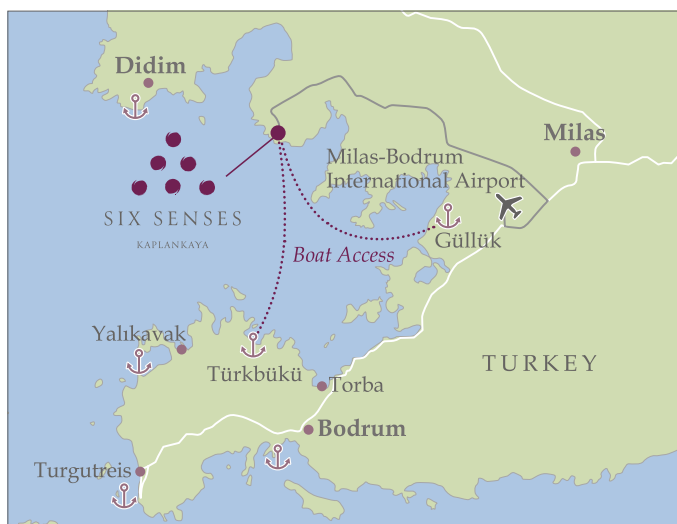 Didim
Milas
Milas-Bodrum
International Airport
SIX SENSES
KAPLANKAYA
Güllük
Boat Access
Yalıkavak
Türkbükü
TURKEY
Torba
Bodrum
Turgutreis